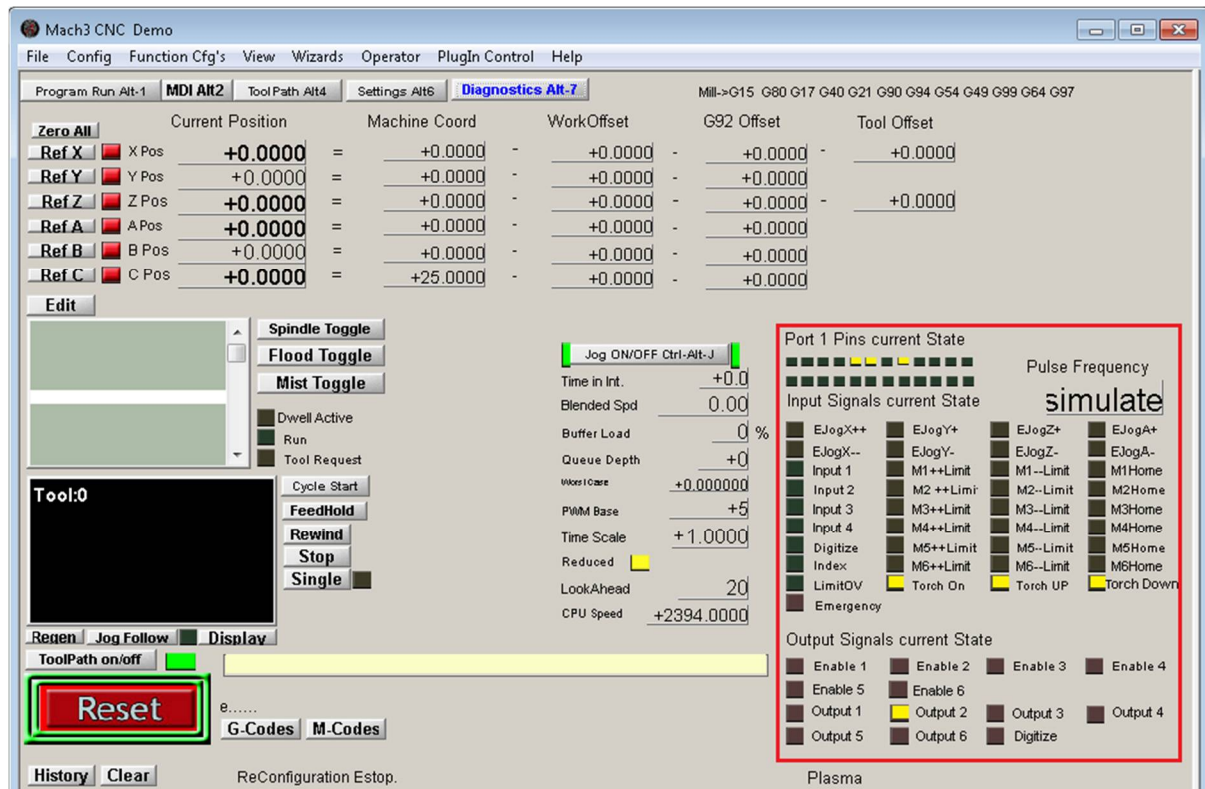 Mach3 CNC Demo
File Config Function Cfg's View Wizards Operator PlugIn Control Help
Program Run Alt-1 MDI Alt2 ToolPath Alt4 Settings Alt6 Diagnostics Alt-7 Mill->G15 G80 G17 G40 G21 G90 G94 G54 G49 G99 G64 G97
Zero All Current Position Machine Coord WorkOffset G92 Offset Tool Offset
Ref X X Pos +0.0000 = +0.0000 - +0.0000 - +0.0000 - +0.0000
Ref Y Y Pos +0.0000 = +0.0000 - +0.0000 - +0.0000
Ref Z Z Pos +0.0000 = +0.0000 - +0.0000 - +0.0000 - +0.0000
Ref A A Pos +0.0000 = +0.0000 - +0.0000 - +0.0000
Ref B B Pos +0.0000 = +0.0000 - +0.0000 - +0.0000
Ref C C Pos +0.0000 = +25.0000 - +0.0000 - +0.0000
Edit
Spindle Toggle
Flood Toggle
Mist Toggle
Dwell Active
Run
Tool Request
Tool:0
Cycle Start
FeedHold
Rewind
Stop
Single
Regen Jog Follow Display
ToolPath on/off
Reset
e......
G-Codes M-Codes
History Clear ReConfiguration Estop.
Jog ON/OFF Ctrl-Alt-J
Time in Int. +0.0
Blended Spd 0.00
Buffer Load 0 %
Queue Depth +0
Worst Case +0.000000
PWM Base +5
Time Scale +1.0000
Reduced
LookAhead 20
CPU Speed +2394.0000
Port 1 Pins current State
Pulse Frequency
simulate
Input Signals current State
EJogX++ EJogY+ EJogZ+ EJogA+
EJogX-- EJogY- EJogZ- EJogA-
Input 1 M1++Limit M1--Limit M1Home
Input 2 M2 ++Limi M2--Limit M2Home
Input 3 M3++Limit M3--Limit M3Home
Input 4 M4++Limit M4--Limit M4Home
Digitize M5++Limit M5--Limit M5Home
Index M6++Limit M6--Limit M6Home
LimitOV Torch On Torch UP Torch Down
Emergency
Output Signals current State
Enable 1 Enable 2 Enable 3 Enable 4
Enable 5 Enable 6
Output 1 Output 2 Output 3 Output 4
Output 5 Output 6 Digitize
Plasma